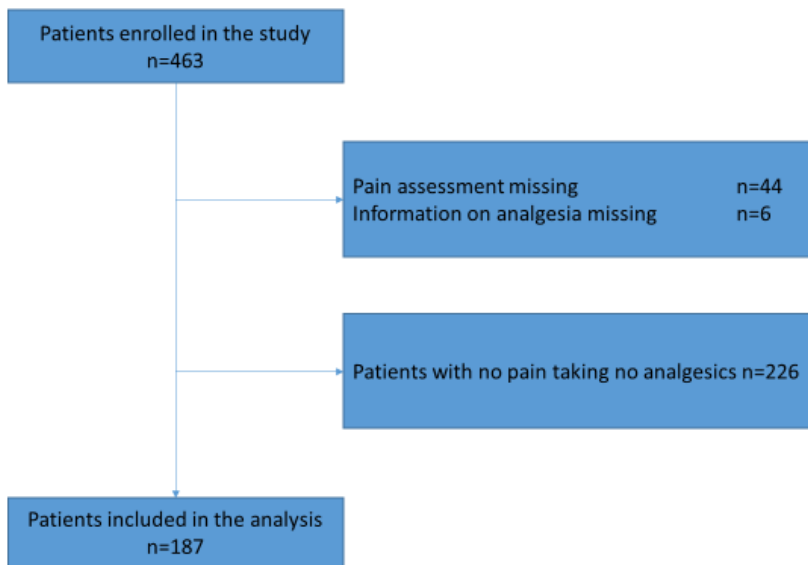 Patients enrolled in the study
n=463
Pain assessment missing n=44
Information on analgesia missing n=6
Patients with no pain taking no analgesics n=226
Patients included in the analysis
n=187